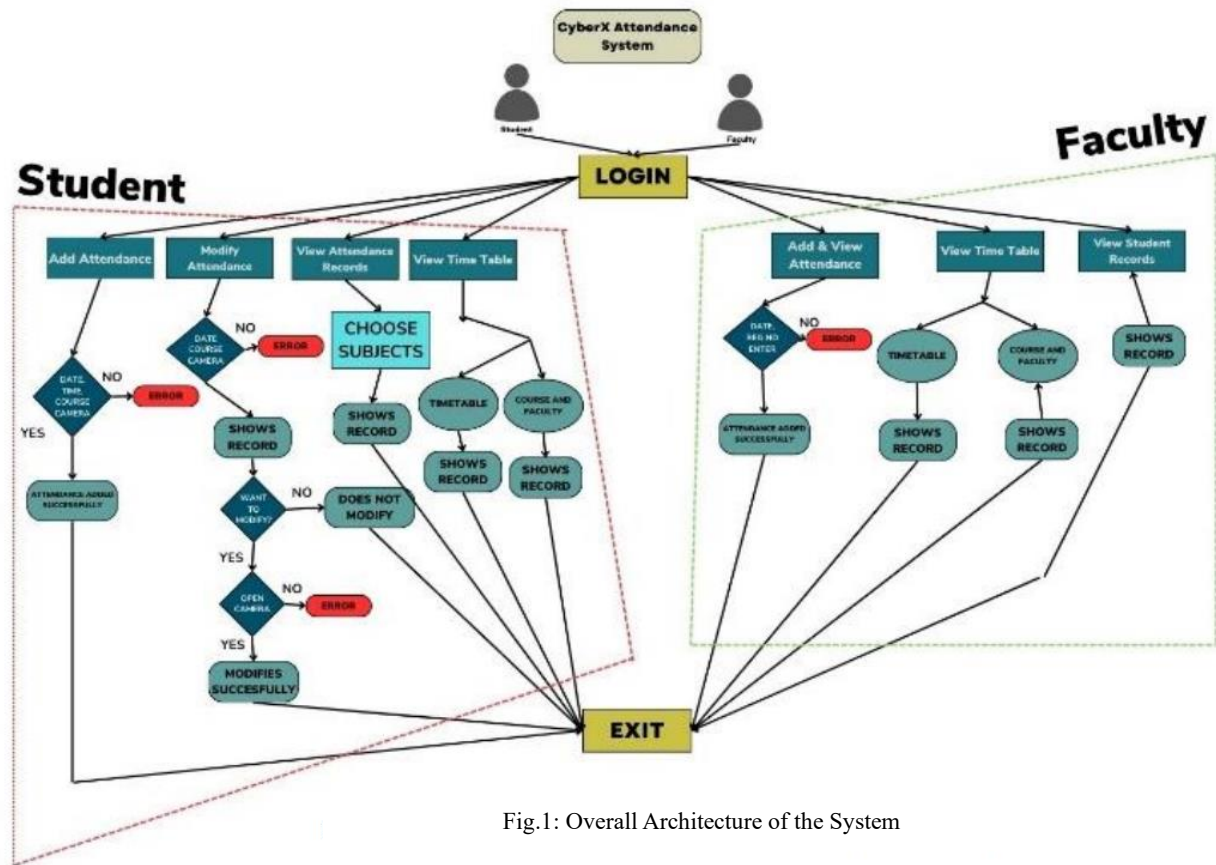 CyberX Attendance
System
Student
Faculty
LOGIN
Student
Faculty
Add Attendance
Modify
Attendance
View Attendance
Records
View Time Table
DATE,
TIME,
COURSE
CAMERA
NO
ERROR
YES
ATTENDANCE ADDED
SUCCESSFULLY
DATE
COURSE
CAMERA
NO
ERROR
SHOWS
RECORD
WANT
TO
MODIFY?
NO
DOES NOT
MODIFY
YES
OPEN
CAMERA
NO
ERROR
YES
MODIFIES
SUCCESFULLY
CHOOSE
SUBJECTS
SHOWS
RECORD
TIMETABLE
COURSE AND
FACULTY
SHOWS
RECORD
SHOWS
RECORD
Add & View
Attendance
View Time Table
View Student
Records
DATE,
REG NO
ENTER
NO
ERROR
ATTENDANCE ADDED
SUCCESSFULLY
TIMETABLE
COURSE AND
FACULTY
SHOWS
RECORD
SHOWS
RECORD
SHOWS
RECORD
EXIT
Fig.1: Overall Architecture of the System